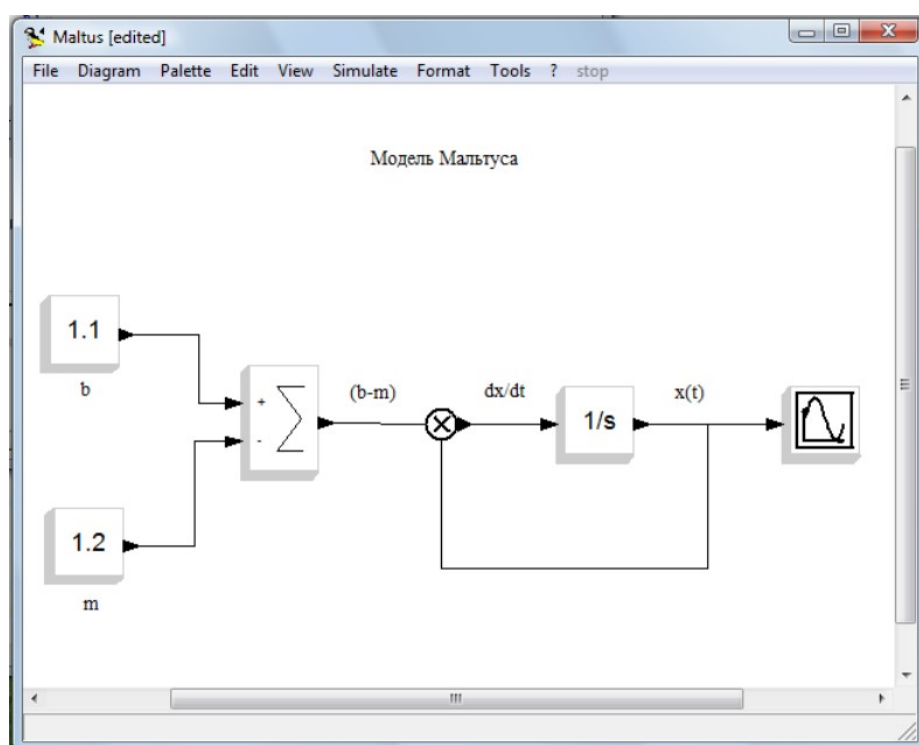 Maltus [edited]
File Diagram Palette Edit View Simulate Format Tools ? stop
Модель Мальтуса
1.1
b
+
-
(b-m)
dx/dt
1/s
x(t)
1.2
m